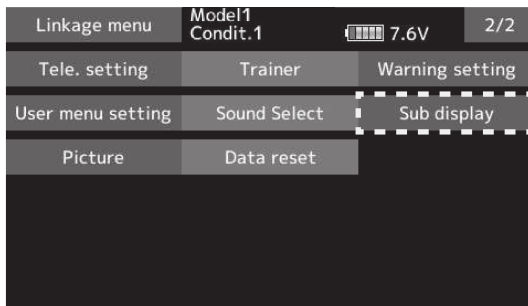 Linkage menu
Model1
Condit.1
7.6V
2/2
Tele. setting
Trainer
Warning setting
User menu setting
Sound Select
Sub display
Picture
Data reset